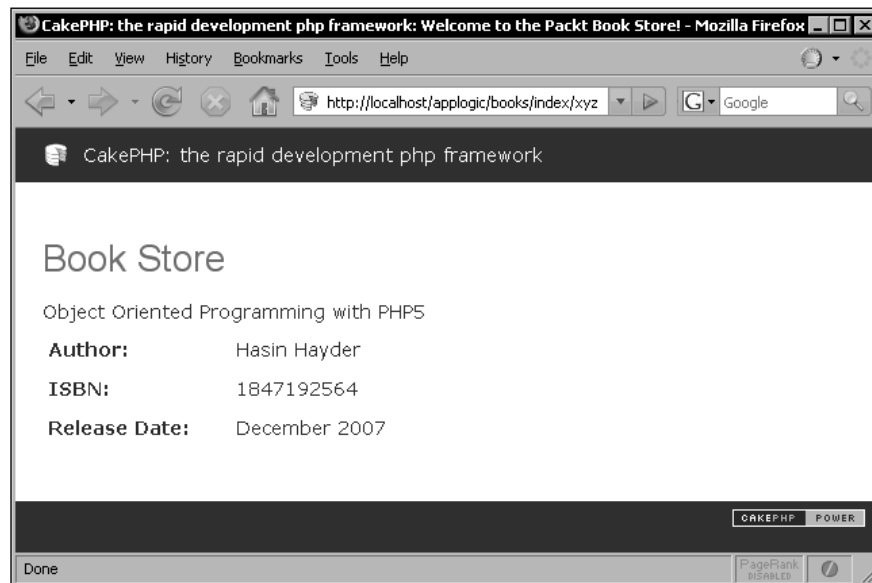 CakePHP: the rapid development php framework: Welcome to the Packt Book Store! - Mozilla Firefox
File Edit View History Bookmarks Tools Help
http://localhost/applogic/books/index/xyz G Google
CakePHP: the rapid development php framework
Book Store
Object Oriented Programming with PHP5
Author: Hasin Hayder
ISBN: 1847192564
Release Date: December 2007
CAKEPHP POWER
Done PageRank
DISABLED